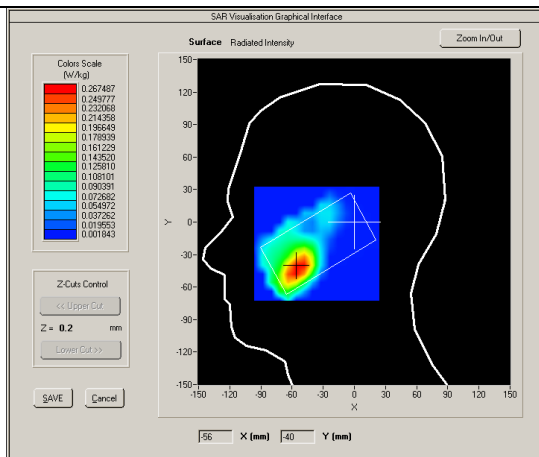 SAR Visualisation Graphical Interface
Surface Radiated Intensity
Zoom In/Out
Colors Scale
(W/kg)
0.267487
0.249777
0.232068
0.214358
0.196649
0.178939
0.161229
0.143520
0.125810
0.108101
0.090391
0.072682
0.054972
0.037262
0.019553
0.001843
Z-Cuts Control
<< Upper Cut
Z = 0.2 mm
Lower Cut >>
SAVE Cancel
Y
150-
120-
90-
60-
30-
0-
-30-
-60-
-90-
-120-
-150-
-150 -120 -90 -60 -30 0 30 60 90 120 150
X
-56 X (mm) -40 Y (mm)